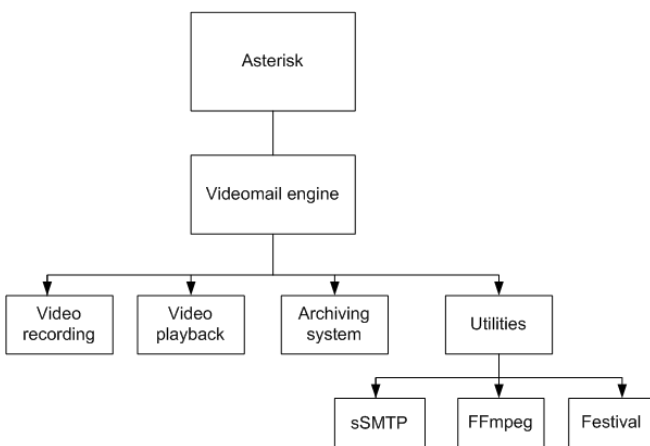 Asterisk
Videomail engine
Video
recording
Video
playback
Archiving
system
Utilities
sSMTP
FFmpeg
Festival